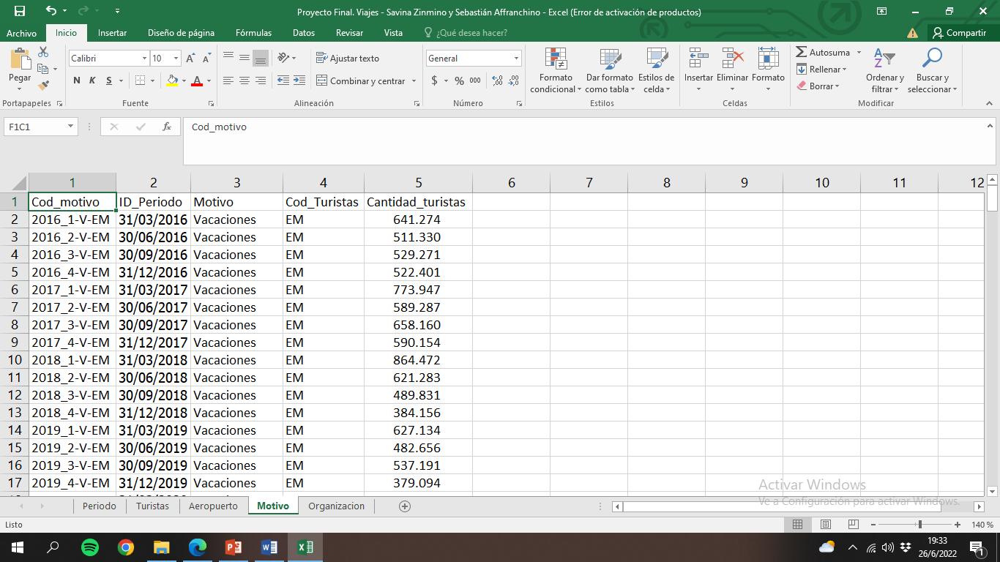 Proyecto Final. Viajes - Savina Zinmino y Sebastián Affranchino - Excel (Error de activación de productos)
Archivo Inicio Insertar Diseño de página Fórmulas Datos Revisar Vista ¿Qué desea hacer? Compartir
Pegar Calibri 10 Ajustar texto General Autosuma
N K S Combinar y centrar $ % 000 Rellenar
Formato condicional Dar formato como tabla Estilos de celda Insertar Eliminar Formato Borrar Ordenar y filtrar Buscar y seleccionar
Portapapeles Fuente Alineación Número Estilos Celdas Modificar
F1C1 fx Cod_motivo
1 2 3 4 5 6 7 8 9 10 11 12
1 Cod_motivo ID_Periodo Motivo Cod_Turistas Cantidad_turistas
2 2016_1-V-EM 31/03/2016 Vacaciones EM 641.274
3 2016_2-V-EM 30/06/2016 Vacaciones EM 511.330
4 2016_3-V-EM 30/09/2016 Vacaciones EM 529.271
5 2016_4-V-EM 31/12/2016 Vacaciones EM 522.401
6 2017_1-V-EM 31/03/2017 Vacaciones EM 773.947
7 2017_2-V-EM 30/06/2017 Vacaciones EM 589.287
8 2017_3-V-EM 30/09/2017 Vacaciones EM 658.160
9 2017_4-V-EM 31/12/2017 Vacaciones EM 590.154
10 2018_1-V-EM 31/03/2018 Vacaciones EM 864.472
11 2018_2-V-EM 30/06/2018 Vacaciones EM 621.283
12 2018_3-V-EM 30/09/2018 Vacaciones EM 489.831
13 2018_4-V-EM 31/12/2018 Vacaciones EM 384.156
14 2019_1-V-EM 31/03/2019 Vacaciones EM 627.134
15 2019_2-V-EM 30/06/2019 Vacaciones EM 482.656
16 2019_3-V-EM 30/09/2019 Vacaciones EM 537.191
17 2019_4-V-EM 31/12/2019 Vacaciones EM 379.094
Activar Windows
Ve a Configuración para activar Windows.
Periodo Turistas Aeropuerto Motivo Organizacion
Listo 140 %
19:33
26/6/2022
1